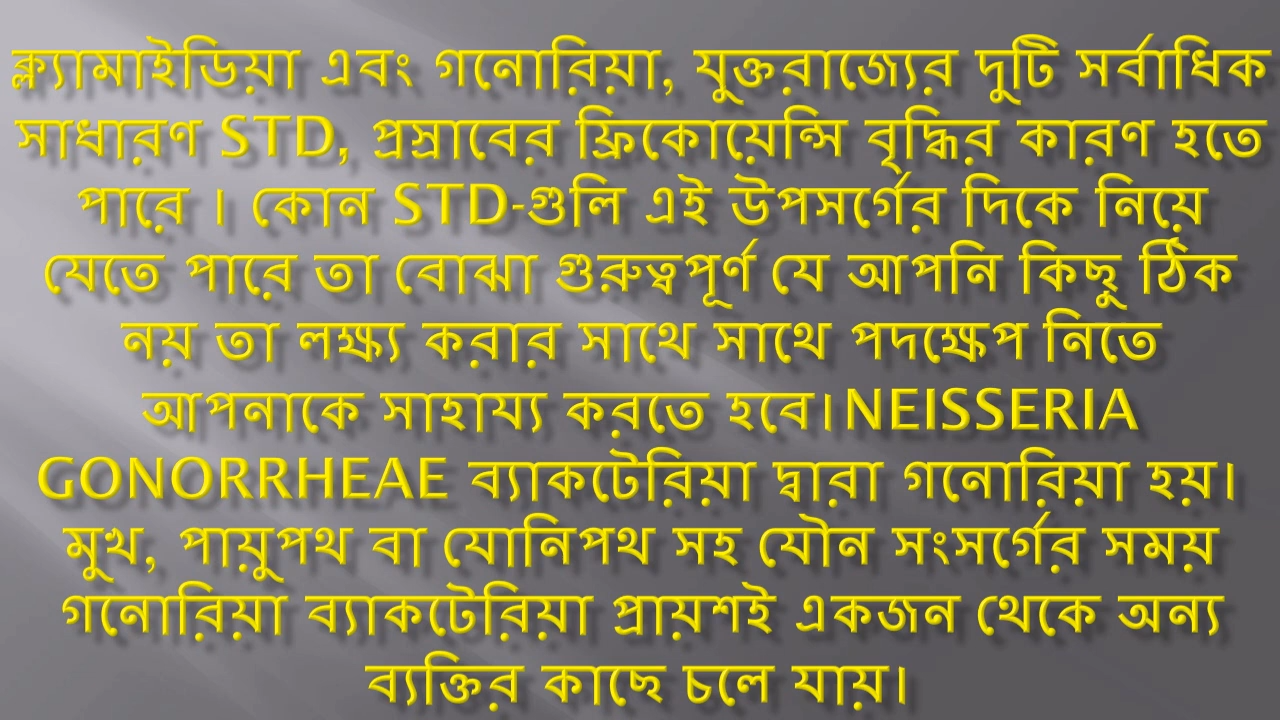 ক্ল্যামাইডিয়া এবং গনোরিয়া, যুক্তরাজ্যের দুটি সর্বাধিক
সাধারণ STD, প্রস্রাবের ফ্রিকোয়েন্সি বৃদ্ধির কারণ হতে
পারে । কোন STD-গুলি এই উপসর্গের দিকে নিয়ে
যেতে পারে তা বোঝা গুরুত্বপূর্ণ যে আপনি কিছু ঠিক
নয় তা লক্ষ্য করার সাথে সাথে পদক্ষেপ নিতে
আপনাকে সাহায্য করতে হবে। NEISSERIA
GONORRHEAE ব্যাকটেরিয়া দ্বারা গনোরিয়া হয়।
মুখ, পায়ুপথ বা যোনিপথ সহ যৌন সংসর্গের সময়
গনোরিয়া ব্যাকটেরিয়া প্রায়শই একজন থেকে অন্য
ব্যক্তির কাছে চলে যায়।